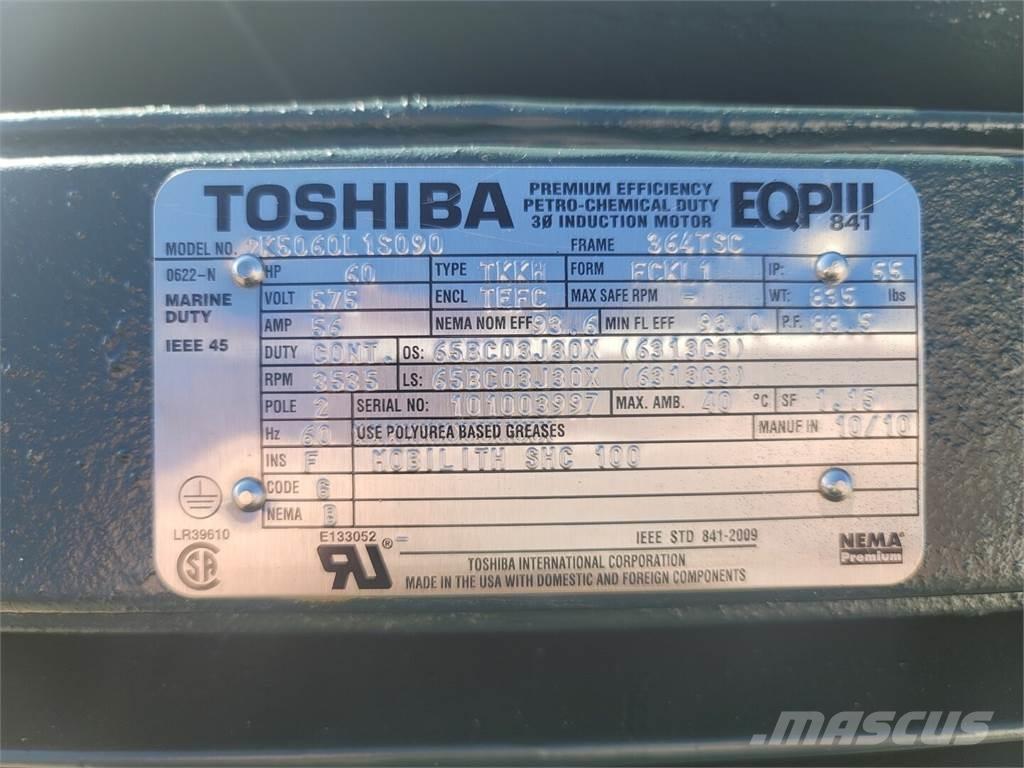 TOSHIBA PREMIUM EFFICIENCY EQPIII
PETRO-CHEMICAL DUTY 841
3Ø INDUCTION MOTOR
MODEL NO. K5060L1S090 FRAME 364TSC
0622-N HP 60 TYPE TKKH FORM FCKL1 IP: 55
MARINE DUTY VOLT 575 ENCL TEFC MAX SAFE RPM - WT: 835 lbs
IEEE 45 AMP 56 NEMA NOM EFF 93.6 MIN FL EFF 93.0 P.F. 88.5
DUTY CONT. OS: 65BC03J30X (6313C3)
RPM 3535 LS: 65BC03J30X (6313C3)
POLE 2 SERIAL NO: 101003997 MAX. AMB. 40 °C SF 1.15
Hz 60 USE POLYUREA BASED GREASES MANUF IN 10/10
INS F MOBILITH SHC 100
CODE G
NEMA B
LR39610 E133052 ® - IEEE STD 841-2009 NEMA
Premium
TOSHIBA INTERNATIONAL CORPORATION
MADE IN THE USA WITH DOMESTIC AND FOREIGN COMPONENTS
MASCUS